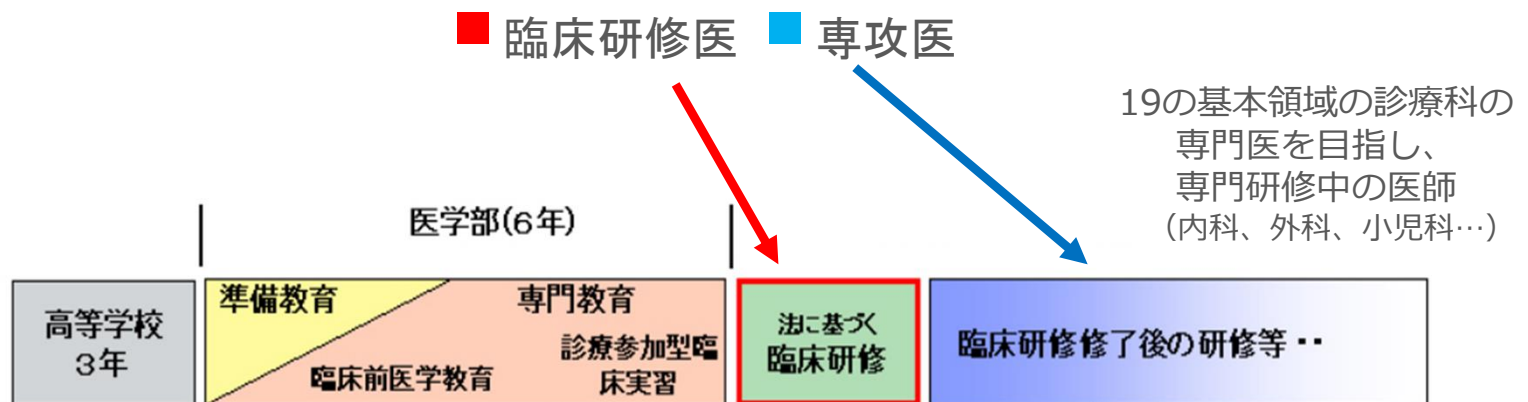 臨床研修医 専攻医
19の基本領域の診療科の
専門医を目指し、
専門研修中の医師
（内科、外科、小児科…）
医学部(6年)
高等学校
3年
準備教育
専門教育
臨床前医学教育
診療参加型臨
床実習
法に基づく
臨床研修
臨床研修修了後の研修等・・